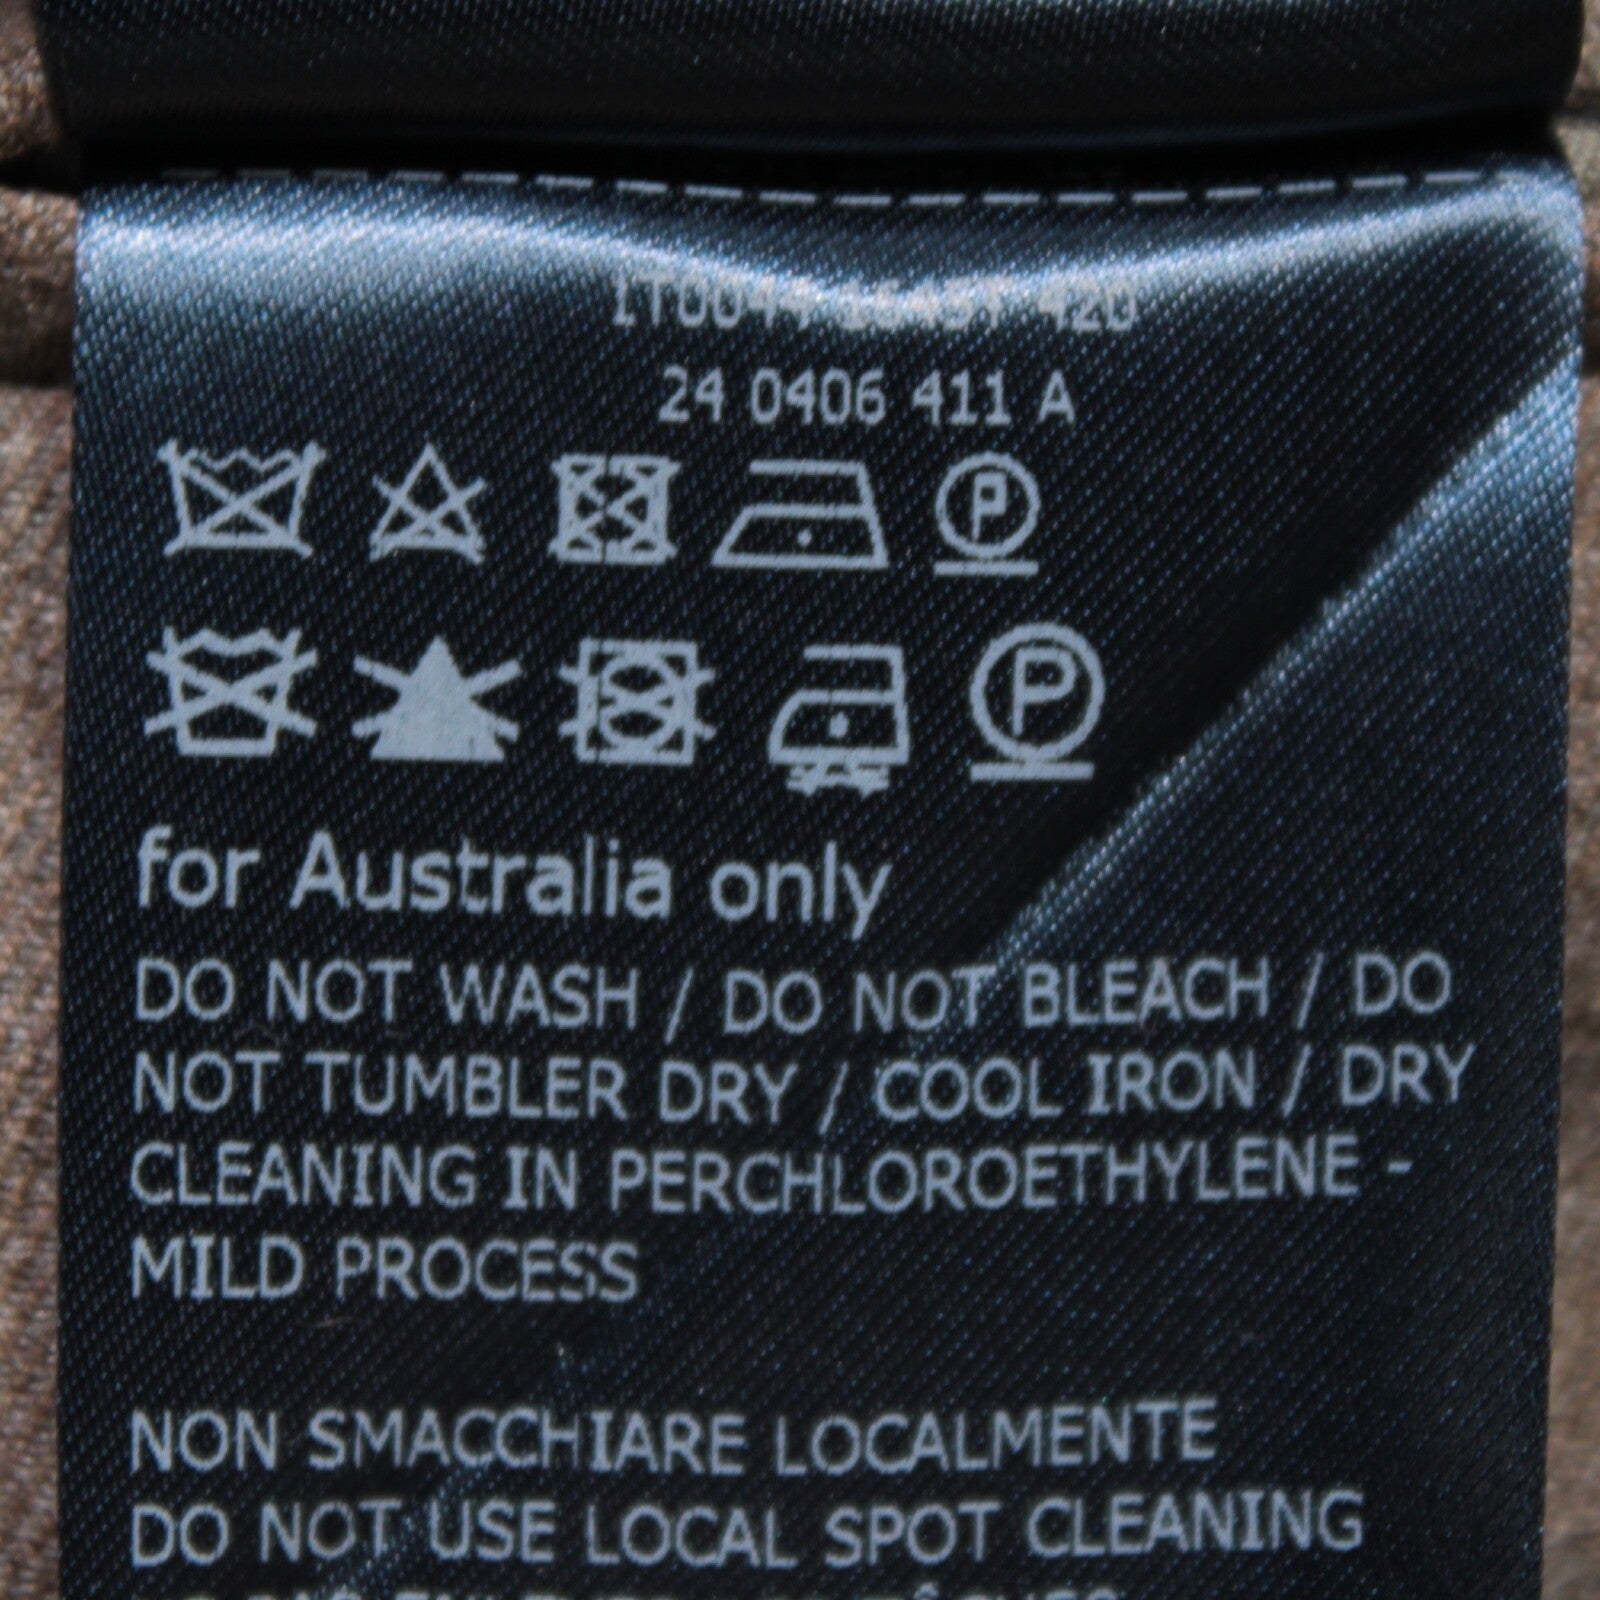 24 0406 411 A
P
P
for Australia only
DO NOT WASH / DO NOT BLEACH / DO
NOT TUMBLER DRY / COOL IRON / DRY
CLEANING IN PERCHLOROETHYLENE -
MILD PROCESS
NON SMACCHIARE LOCALMENTE
DO NOT USE LOCAL SPOT CLEANING